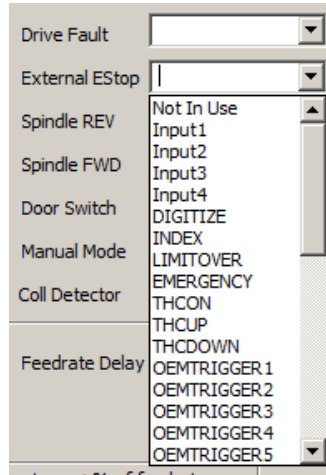 Drive Fault
External EStop
Spindle REV
Spindle FWD
Door Switch
Manual Mode
Coll Detector
Feedrate Delay
Not In Use
Input1
Input2
Input3
Input4
DIGITIZE
INDEX
LIMITOVER
EMERGENCY
THCON
THCUP
THCDOWN
OEMTRIGGER1
OEMTRIGGER2
OEMTRIGGER3
OEMTRIGGER4
OEMTRIGGER5